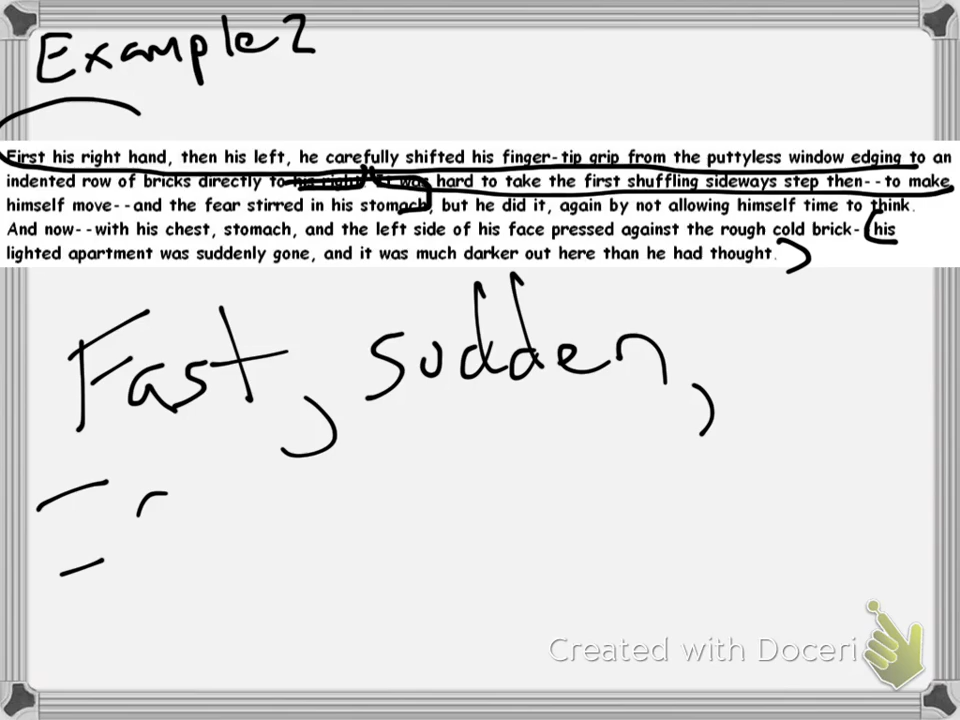 Example 2
First his right hand, then his left, he carefully shifted his finger-tip grip from the puttyless window edging to an
indented row of bricks directly to his right. It was hard to take the first shuffling sideways step then--to make
himself move--and the fear stirred in his stomach, but he did it, again by not allowing himself time to think.
And now--with his chest, stomach, and the left side of his face pressed against the rough cold brick- his
lighted apartment was suddenly gone, and it was much darker out here than he had thought.
Fast, sudden,
Created with Doceri